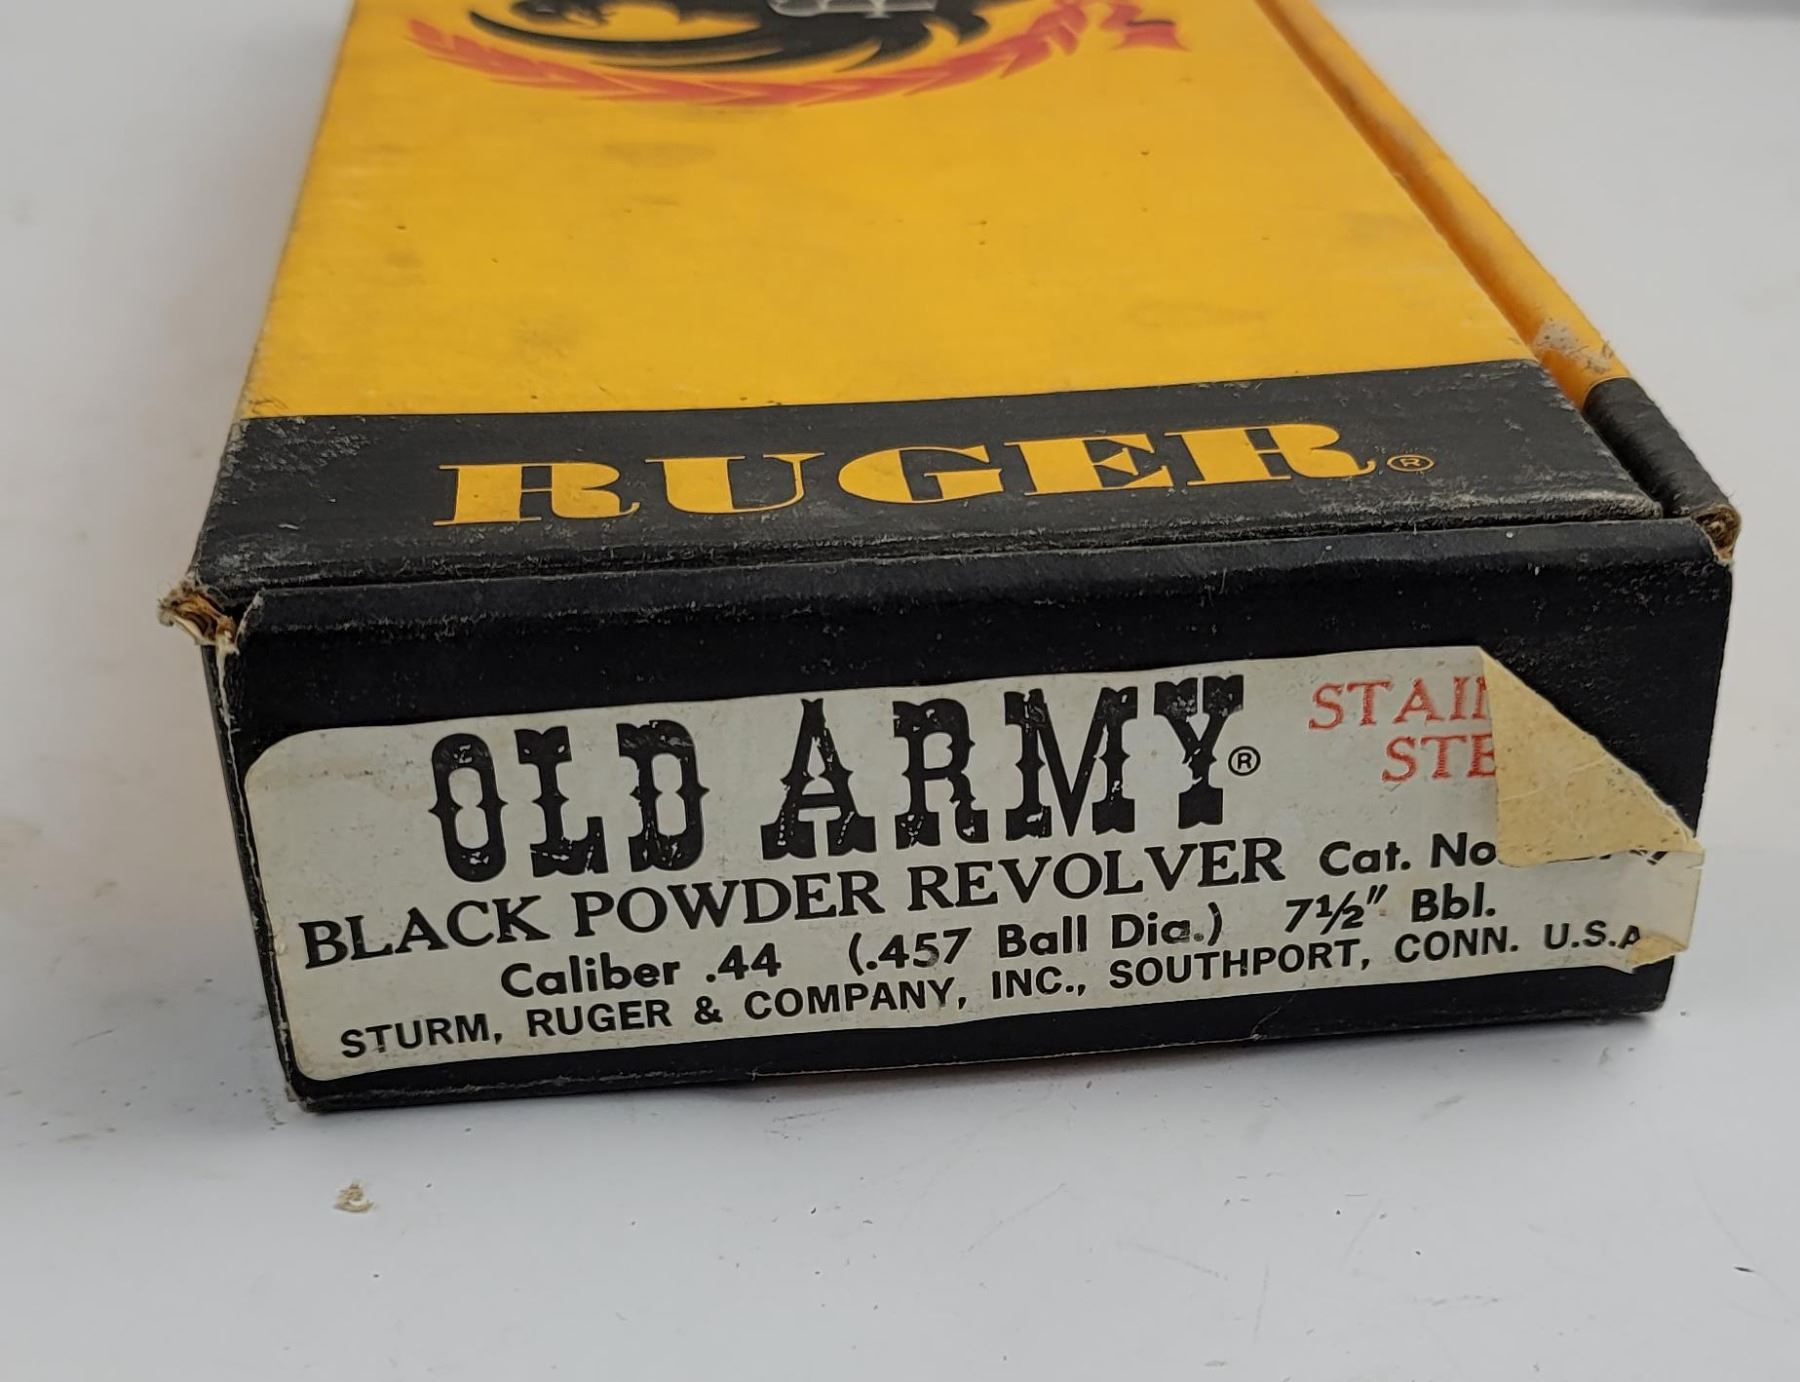 RUGER®
OLD ARMY®
STAI
STE
BLACK POWDER REVOLVER Cat. No
Caliber .44 (.457 Ball Dia.) 7½" Bbl.
STURM, RUGER & COMPANY, INC., SOUTHPORT, CONN. U.S.A